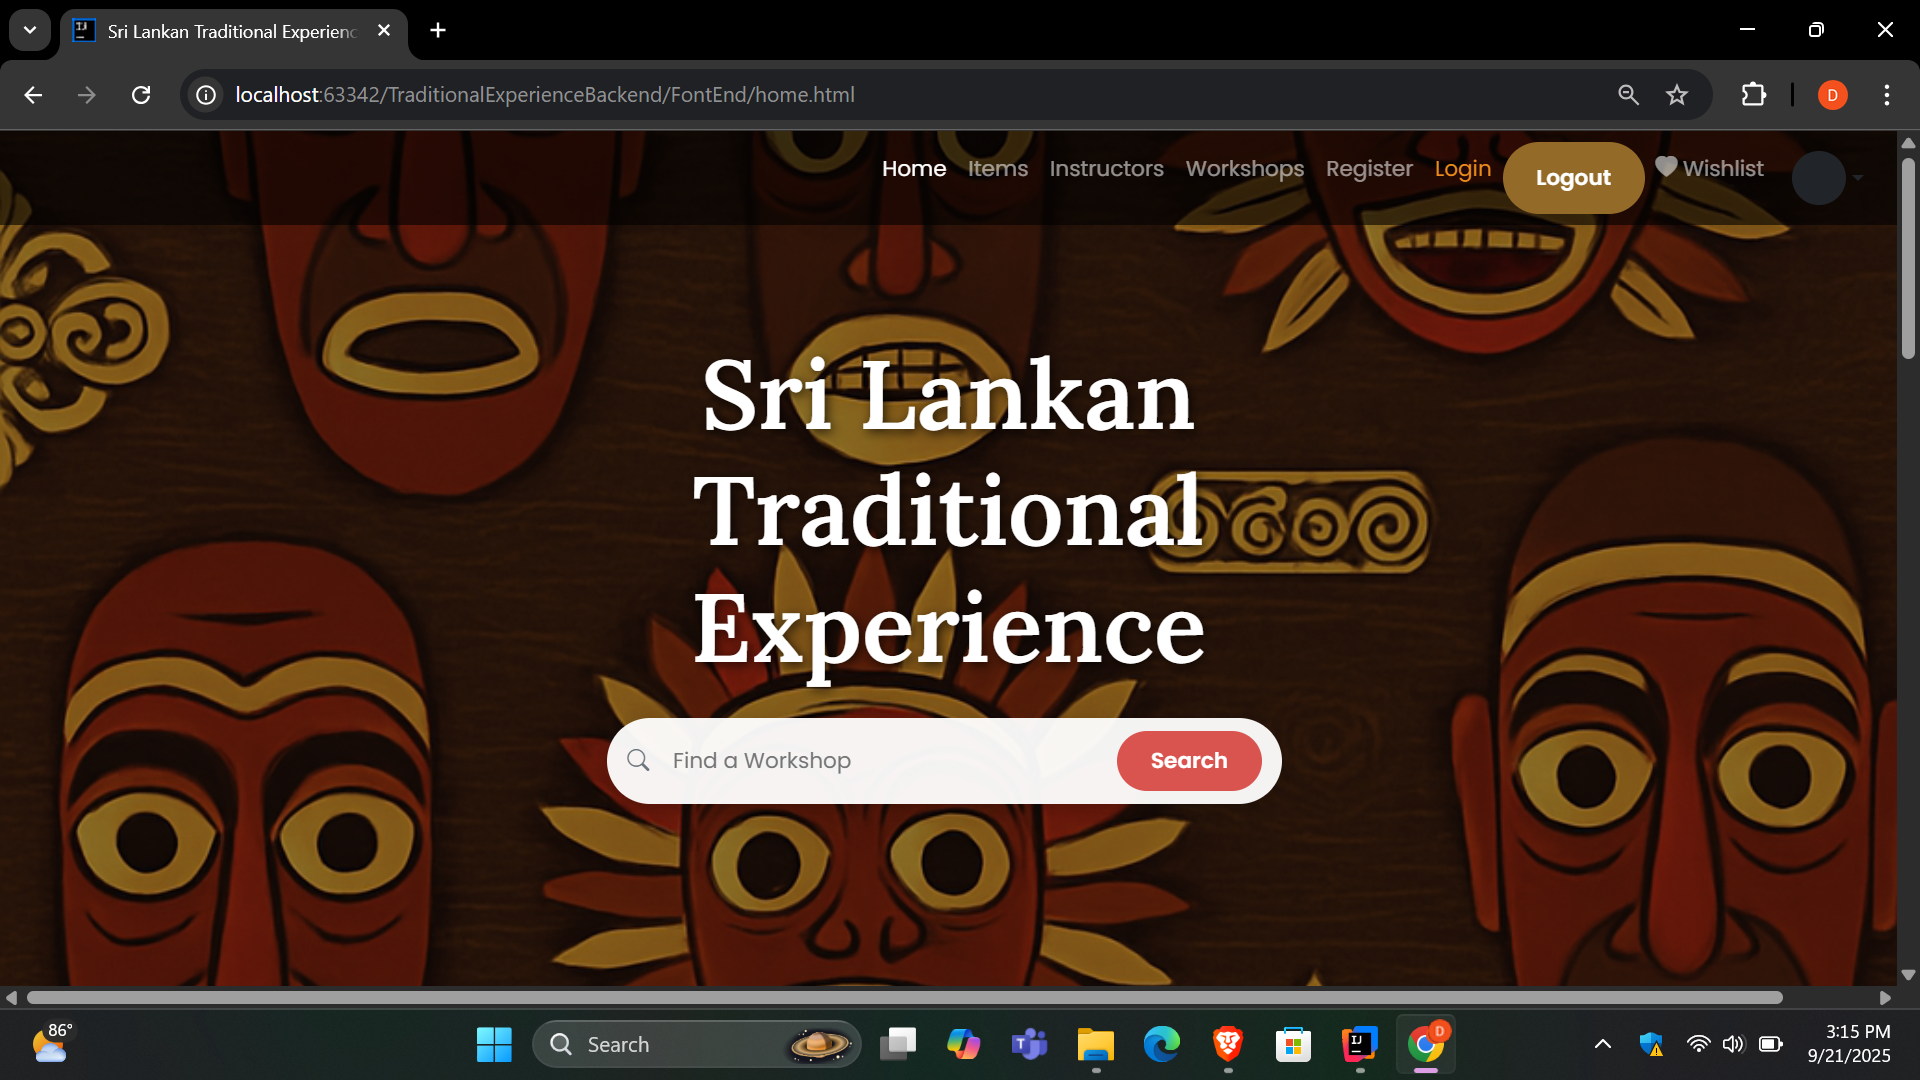 Sri Lankan Traditional Experienc
localhost:63342/TraditionalExperienceBackend/FontEnd/home.html
D
Home Items Instructors Workshops Register Login Logout Wishlist
Sri Lankan
Traditional
Experience
Find a Workshop Search
86°
Search
D
3:15 PM
9/21/2025